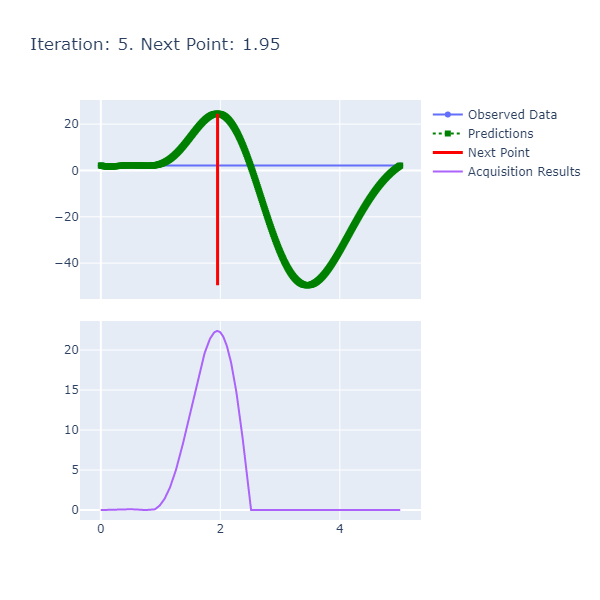 Iteration: 5. Next Point: 1.95
Observed Data
Predictions
Next Point
Acquisition Results
20
0
−20
−40
20
15
10
5
0
0
2
4